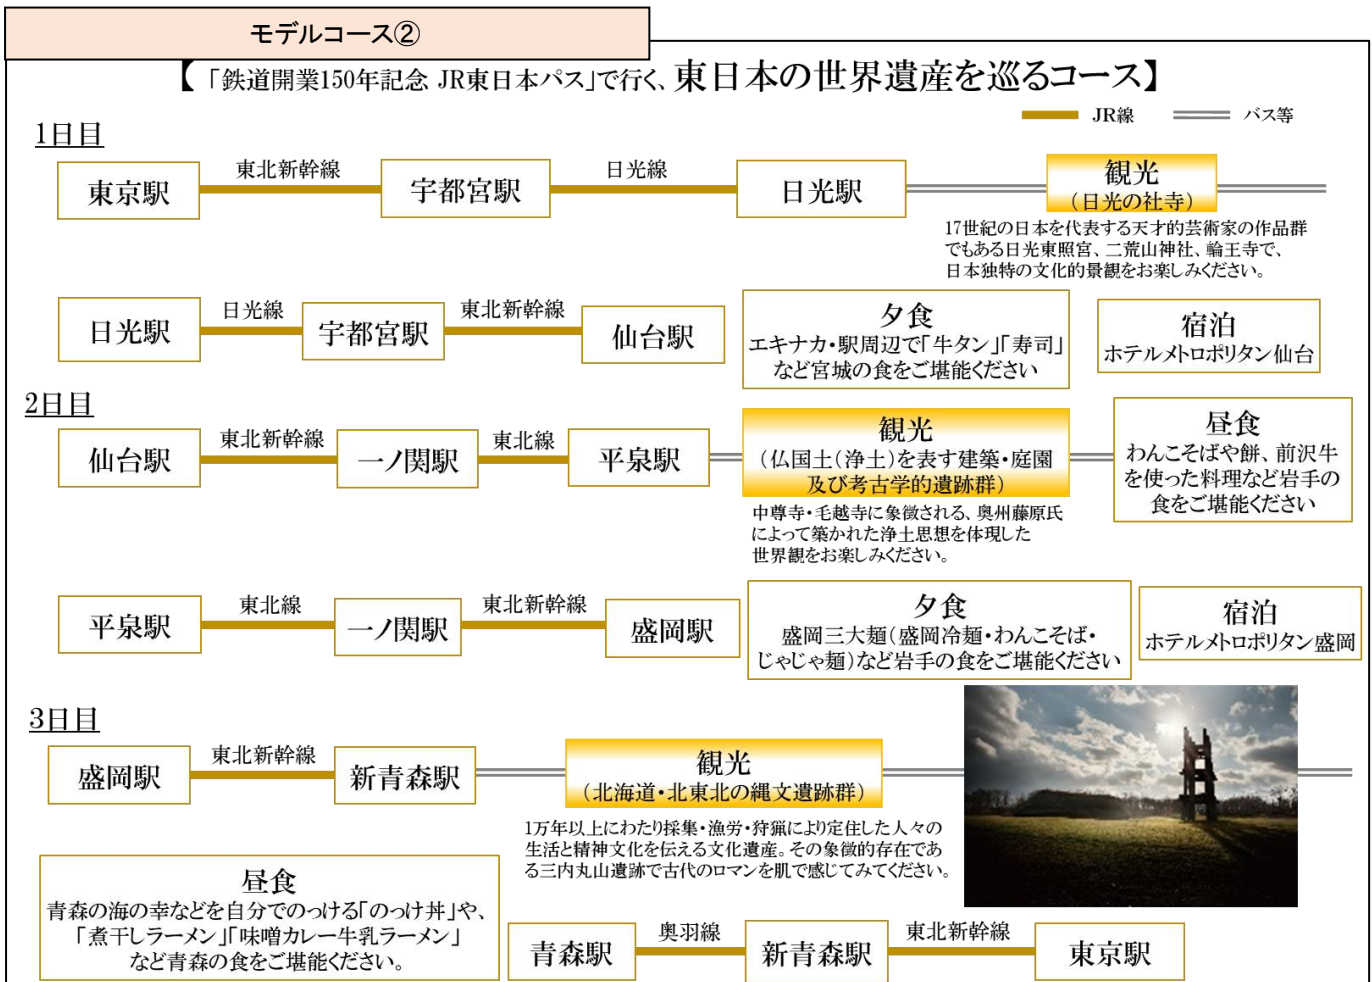 モデルコース②
【「鉄道開業150年記念 JR東日本パス」で行く、東日本の世界遺産を巡るコース】
JR線 バス等
1日目
東京駅 東北新幹線 宇都宮駅 日光線 日光駅 観光
(日光の社寺)
17世紀の日本を代表する天才的芸術家の作品群
でもある日光東照宮、二荒山神社、輪王寺で、
日本独特の文化的景観をお楽しみください。
日光駅 日光線 宇都宮駅 東北新幹線 仙台駅
夕食
エキナカ・駅周辺で「牛タン」「寿司」
など宮城の食をご堪能ください
宿泊
ホテルメトロポリタン仙台
2日目
仙台駅 東北新幹線 一ノ関駅 東北線 平泉駅
観光
(仏国土(浄土)を表す建築・庭園
及び考古学的遺跡群)
中尊寺・毛越寺に象徴される、奥州藤原氏
によって築かれた浄土思想を体現した
世界観をお楽しみください。
昼食
わんこそばや餅、前沢牛
を使った料理など岩手の
食をご堪能ください
平泉駅 東北線 一ノ関駅 東北新幹線 盛岡駅
夕食
盛岡三大麺(盛岡冷麺・わんこそば・
じゃじゃ麺)など岩手の食をご堪能ください
宿泊
ホテルメトロポリタン盛岡
3日目
盛岡駅 東北新幹線 新青森駅
観光
(北海道・北東北の縄文遺跡群)
1万年以上にわたり採集・漁労・狩猟により定住した人々の
生活と精神文化を伝える文化遺産。その象徴的存在であ
る三内丸山遺跡で古代のロマンを肌で感じてみてください。
昼食
青森の海の幸などを自分でのっける「のっけ丼」や、
「煮干しラーメン」「味噌カレー牛乳ラーメン」
など青森の食をご堪能ください。
青森駅 奥羽線 新青森駅 東北新幹線 東京駅